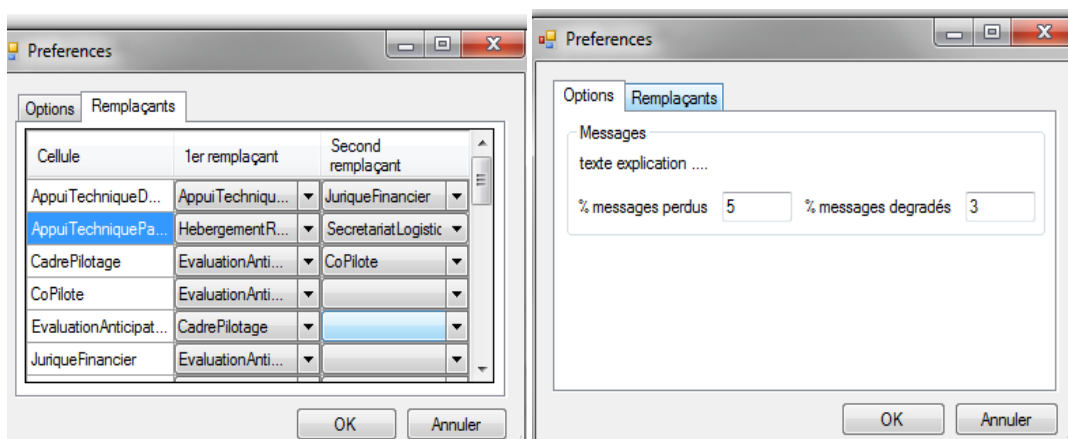 Preferences
Options Remplaçants
Cellule 1er remplaçant Second
remplaçant
AppuiTechniqueD... AppuiTechniqu... JuriqueFinancier
AppuiTechniquePa... HebergementR... SecretariatLogistic
CadrePilotage EvaluationAnti... CoPilote
CoPilote EvaluationAnti...
EvaluationAnticipat... CadrePilotage
JuriqueFinancier EvaluationAnti...
OK Annuler
Preferences
Options Remplaçants
Messages
texte explication ....
% messages perdus 5 % messages degradés 3
OK Annuler